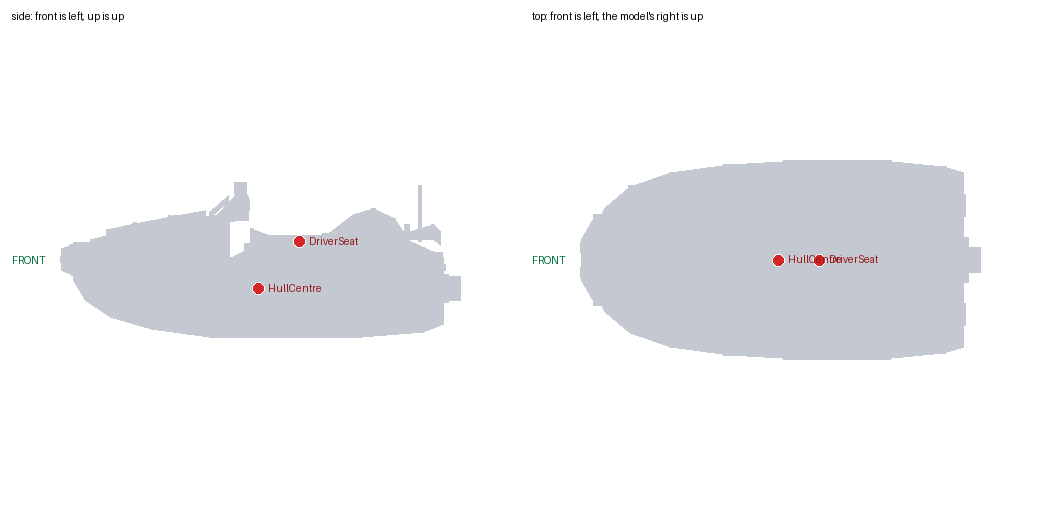 side: front is left, up is up
top: front is left, the model's right is up
DriverSeat
FRONT
HullCentre
FRONT
HullCentre
DriverSeat